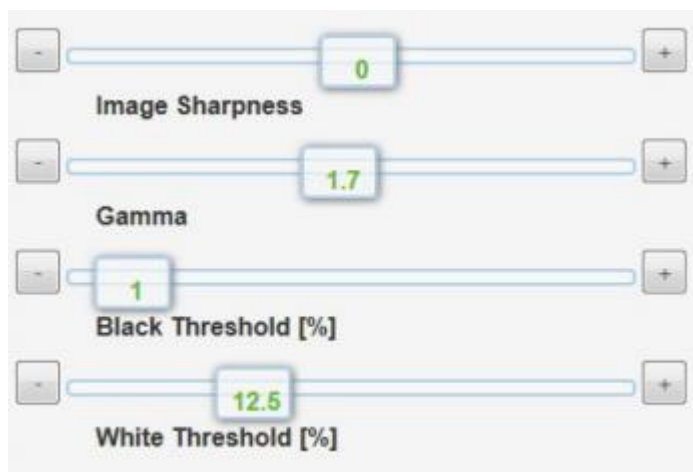 - 0 +
Image Sharpness
- 1.7 +
Gamma
- 1 +
Black Threshold [%]
- 12.5 +
White Threshold [%]